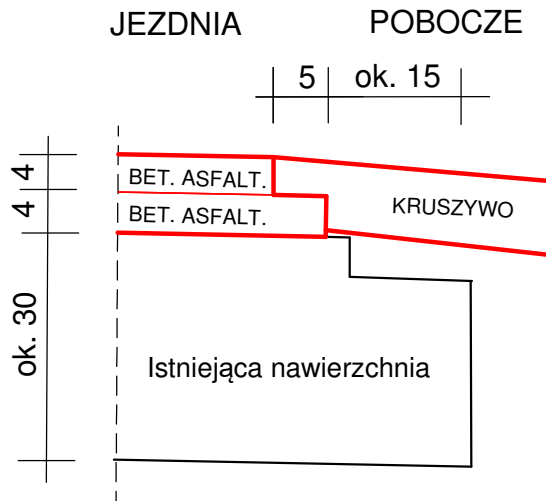 JEZDNIA POBOCZE
5 ok. 15
4
BET. ASFALT.
4
BET. ASFALT.
KRUSZYWO
ok. 30
Istniejąca nawierzchnia